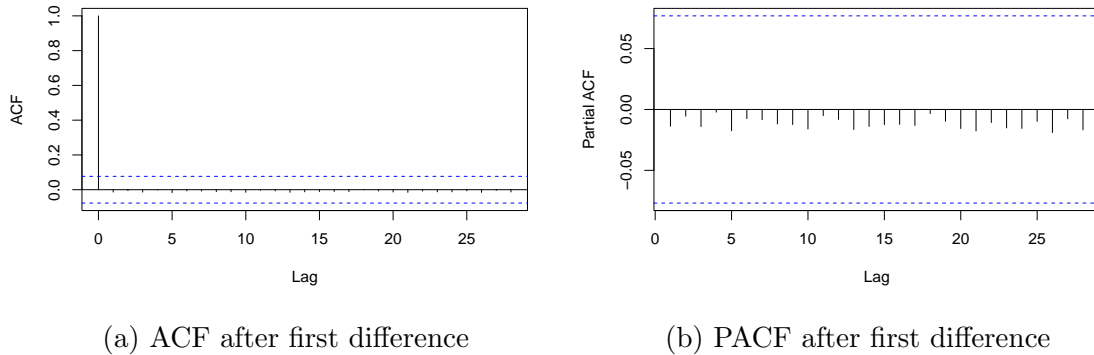 ACF
1.0
0.8
0.6
0.4
0.2
0.0
0 5 10 15 20 25
Lag
(a) ACF after first difference
Partial ACF
0.05
0.00
−0.05
0 5 10 15 20 25
Lag
(b) PACF after first difference